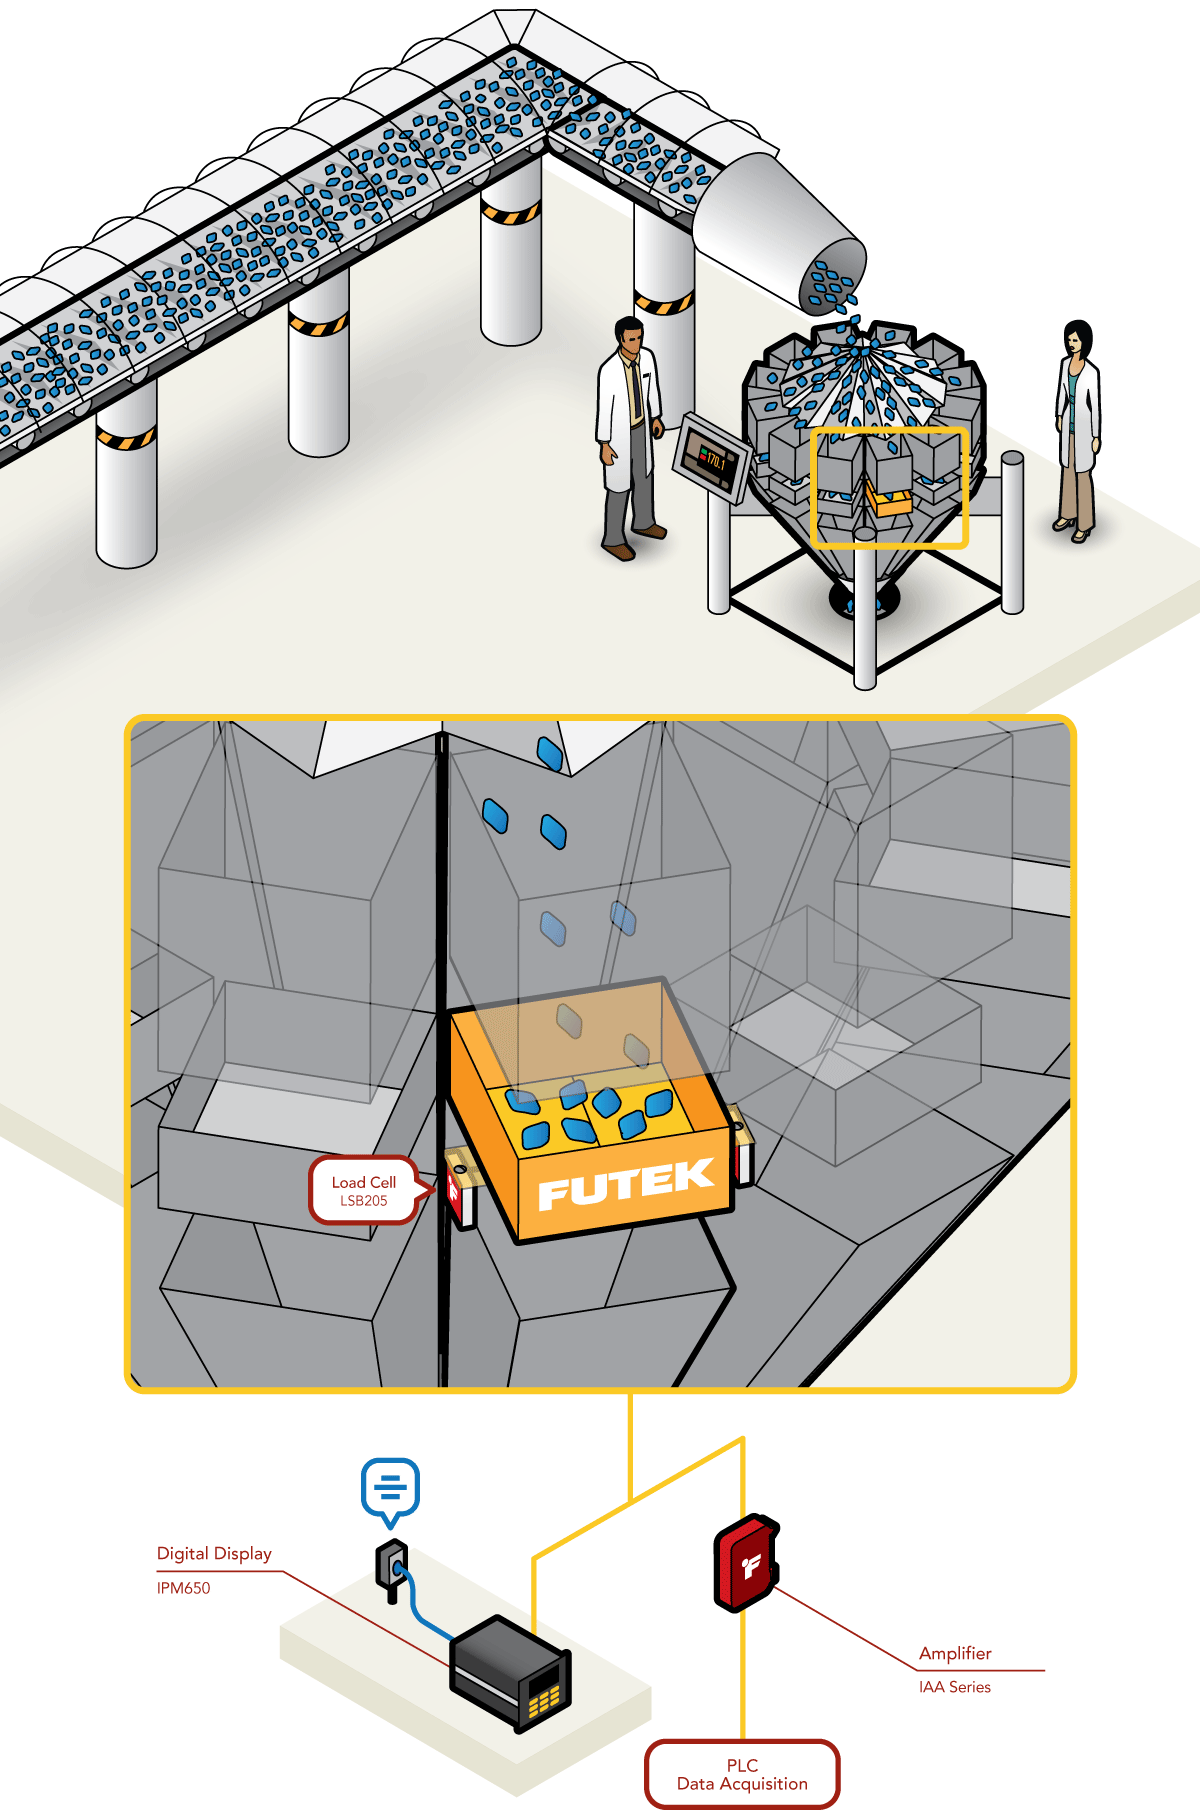 170.1
Load Cell
LSB205
FUTEK
Digital Display
IPM650
Amplifier
IAA Series
PLC
Data Acquisition